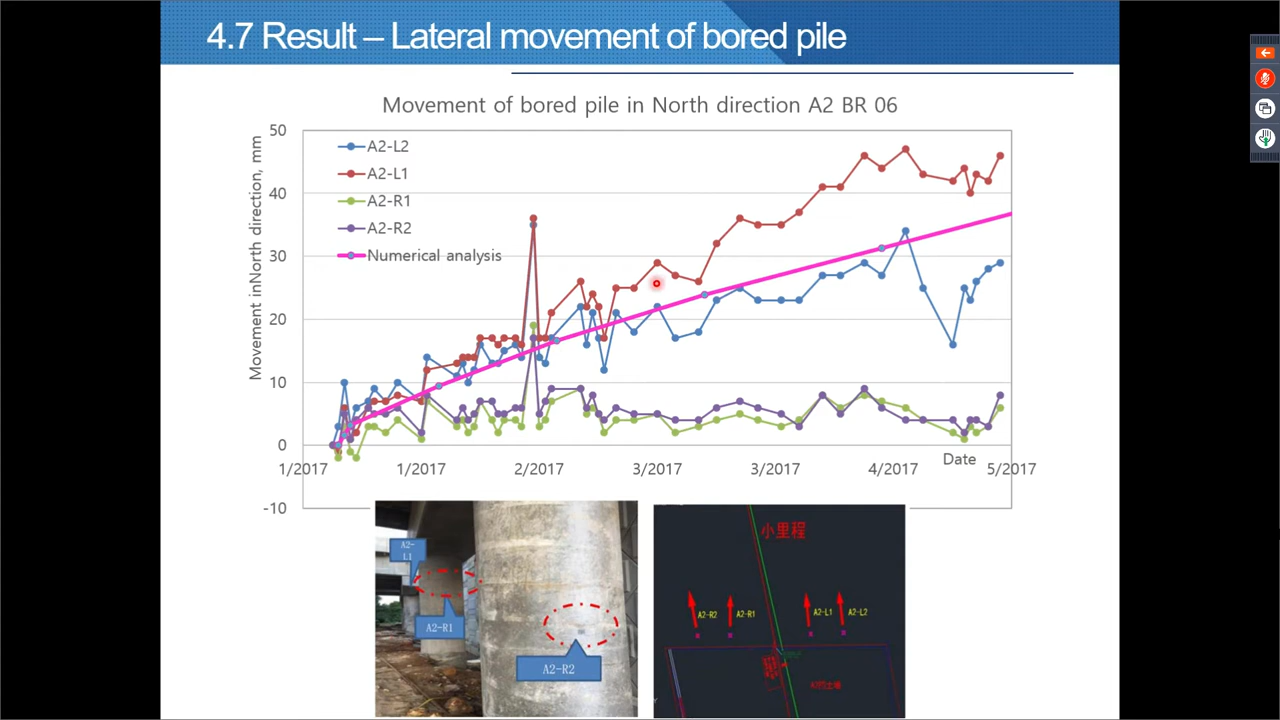 4.7 Result – Lateral movement of bored pile
Movement of bored pile in North direction A2 BR 06
Movement inNorth direction, mm
50
40
30
20
10
0
-10
A2-L2
A2-L1
A2-R1
A2-R2
Numerical analysis
1/2017 1/2017 2/2017 3/2017 3/2017 4/2017 5/2017
Date
A2-
L1
A2-R1
A2-R2
小里程
A2-R2 A2-R1 A2-L1 A2-L2